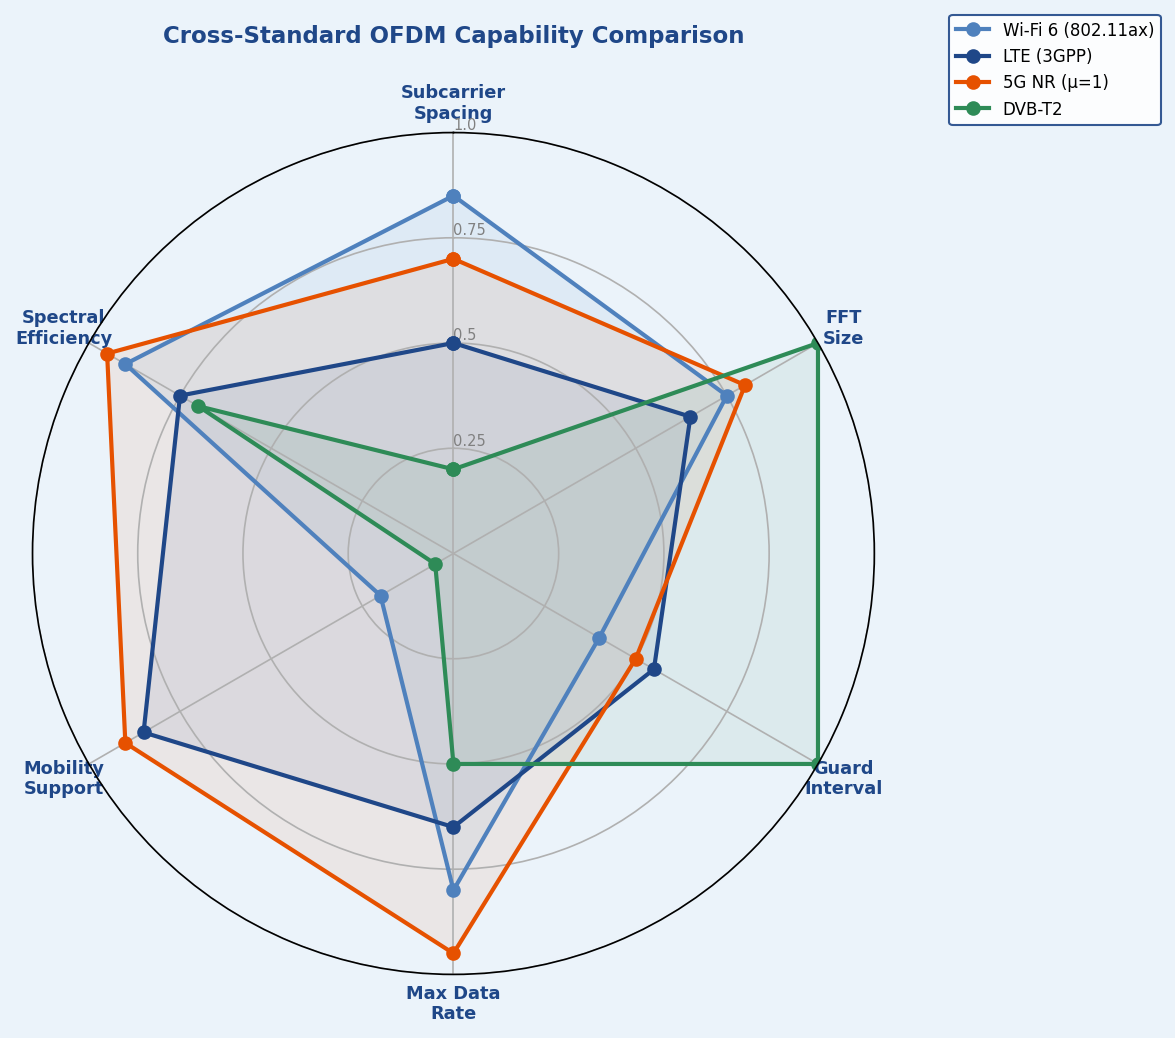 Cross-Standard OFDM Capability Comparison
Wi-Fi 6 (802.11ax)
LTE (3GPP)
5G NR (μ=1)
DVB-T2
Subcarrier
Spacing
1.0
0.75
0.5
0.25
FFT
Size
Spectral
Efficiency
Mobility
Support
Guard
Interval
Max Data
Rate